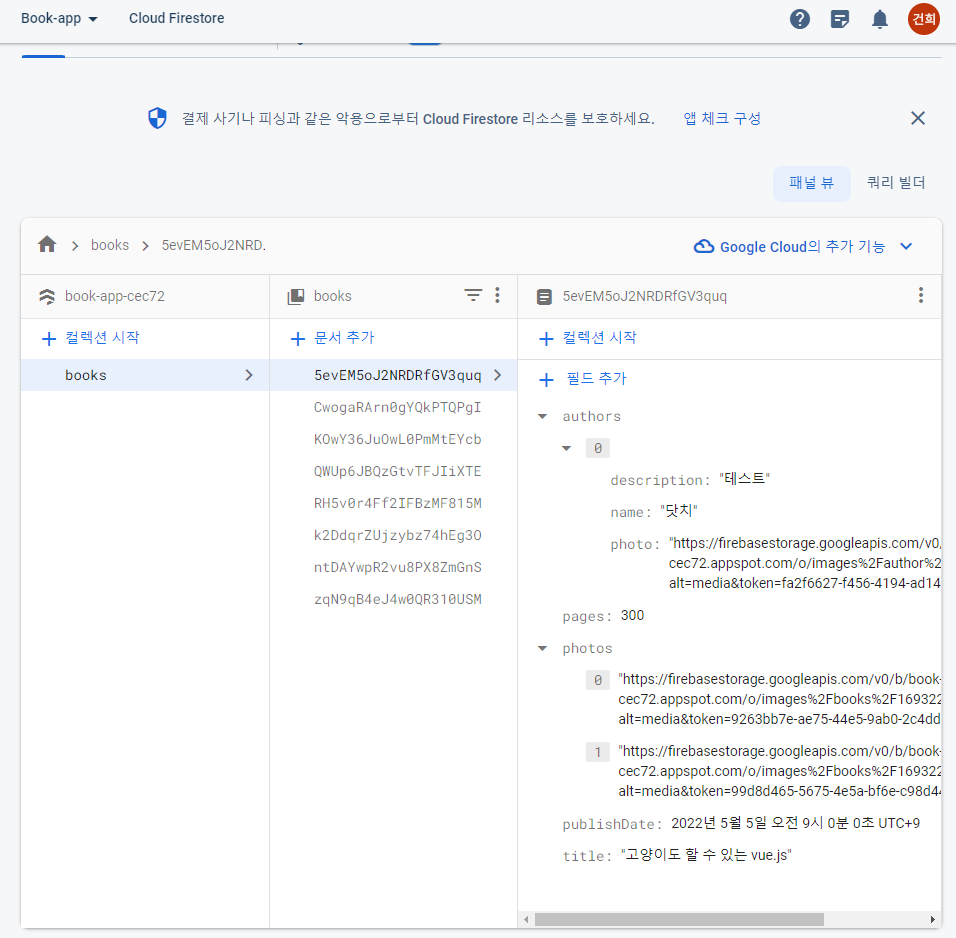 Book-app
Cloud Firestore
건희
결제 사기나 피싱과 같은 악용으로부터 Cloud Firestore 리소스를 보호하세요.
앱 체크 구성
패널 뷰
쿼리 빌더
books
5evEM5oJ2NRD.
Google Cloud의 추가 기능
book-app-cec72
books
5evEM5oJ2NRDRfGV3quq
컬렉션 시작
문서 추가
컬렉션 시작
books
5evEM5oJ2NRDRfGV3quq
CwogaRArn0gYQkPTQPgI
KOwY36JuOwL0PmMtEYcb
QWUp6JBQzGtvTFJIiXTE
RH5v0r4Ff2IFBzMF815M
k2DdqrZUjzybz74hEg3O
ntDAYwpR2vu8PX8ZmGnS
zqN9qB4eJ4w0QR310USM
필드 추가
authors
0
description: "테스트"
name: "닷치"
photo: "https://firebasestorage.googleapis.com/v0/
cec72.appspot.com/o/images%2Fauthor%2
alt=media&token=fa2f6627-f456-4194-ad14
pages: 300
photos
0 "https://firebasestorage.googleapis.com/v0/b/book-
cec72.appspot.com/o/images%2Fbooks%2F169322
alt=media&token=9263bb7e-ae75-44e5-9ab0-2c4dd
1 "https://firebasestorage.googleapis.com/v0/b/book-
cec72.appspot.com/o/images%2Fbooks%2F169322
alt=media&token=99d8d465-5675-4e5a-bf6e-c98d44
publishDate: 2022년 5월 5일 오전 9시 0분 0초 UTC+9
title: "고양이도 할 수 있는 vue.js"